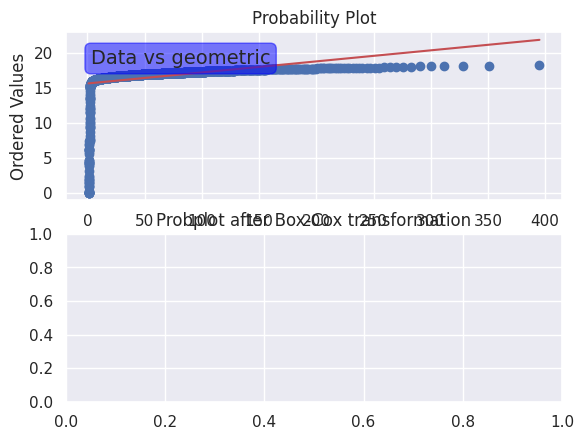 Probability Plot
Data vs geometric
Ordered Values
20
15
10
5
0
0 50 100 150 200 250 300 350 400
Probplot after Box-Cox transformation
1.0
0.8
0.6
0.4
0.2
0.0
0.0 0.2 0.4 0.6 0.8 1.0